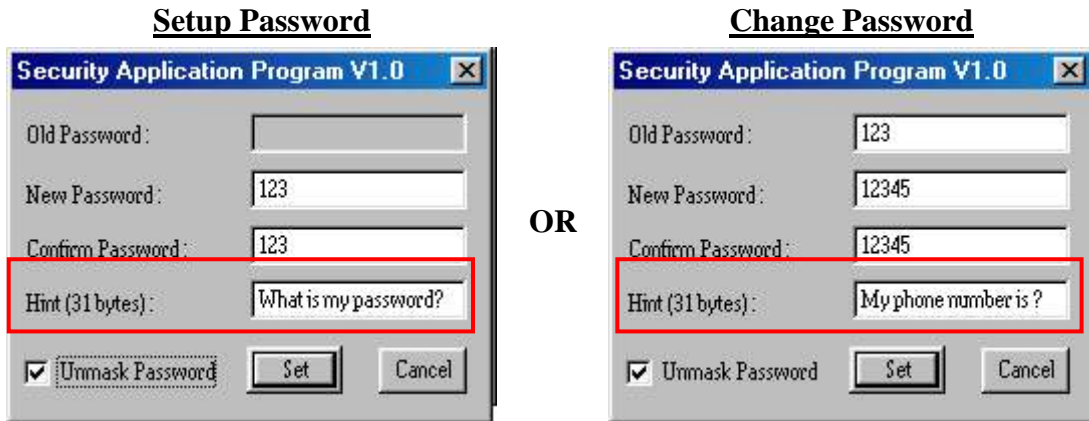 Setup Password
Security Application Program V1.0
Old Password:
New Password: 123
Confirm Password: 123
Hint (31 bytes): What is my password?
Unmask Password Set Cancel
OR
Change Password
Security Application Program V1.0
Old Password: 123
New Password: 12345
Confirm Password: 12345
Hint (31 bytes): My phone number is ?
Unmask Password Set Cancel